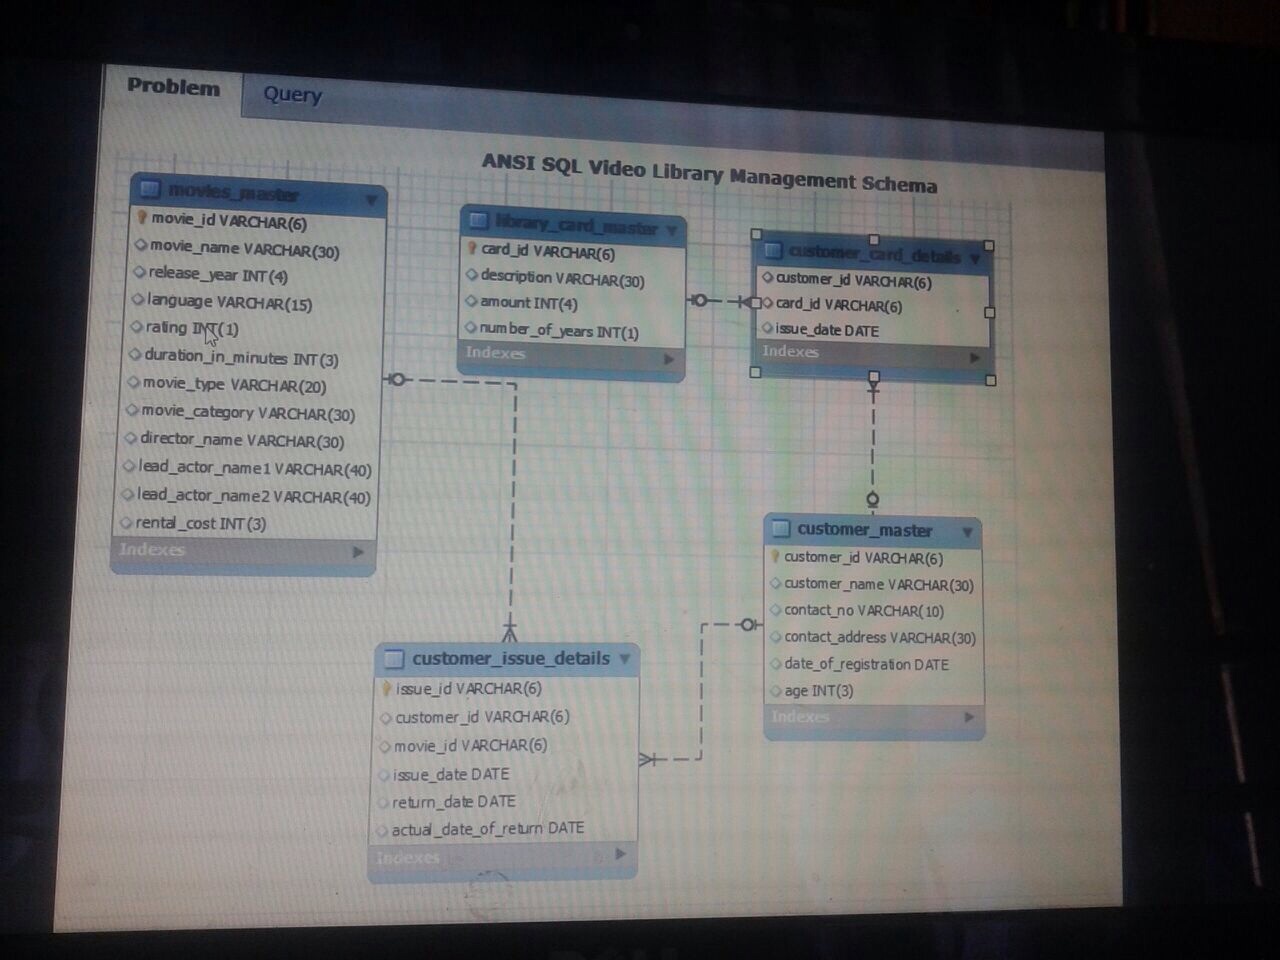 Problem
Query
ANSI SQL Video Library Management Schema
movies_master
movie_id VARCHAR(6)
movie_name VARCHAR(30)
release_year INT(4)
language VARCHAR(15)
rating INT(1)
duration_in_minutes INT(3)
movie_type VARCHAR(20)
movie_category VARCHAR(30)
director_name VARCHAR(30)
lead_actor_name1 VARCHAR(40)
lead_actor_name2 VARCHAR(40)
rental_cost INT(3)
Indexes
library_card_master
card_id VARCHAR(6)
description VARCHAR(30)
amount INT(4)
number_of_years INT(1)
Indexes
customer_card_details
customer_id VARCHAR(6)
card_id VARCHAR(6)
issue_date DATE
Indexes
customer_master
customer_id VARCHAR(6)
customer_name VARCHAR(30)
contact_no VARCHAR(10)
contact_address VARCHAR(30)
date_of_registration DATE
age INT(3)
Indexes
customer_issue_details
issue_id VARCHAR(6)
customer_id VARCHAR(6)
movie_id VARCHAR(6)
issue_date DATE
return_date DATE
actual_date_of_return DATE
Indexes